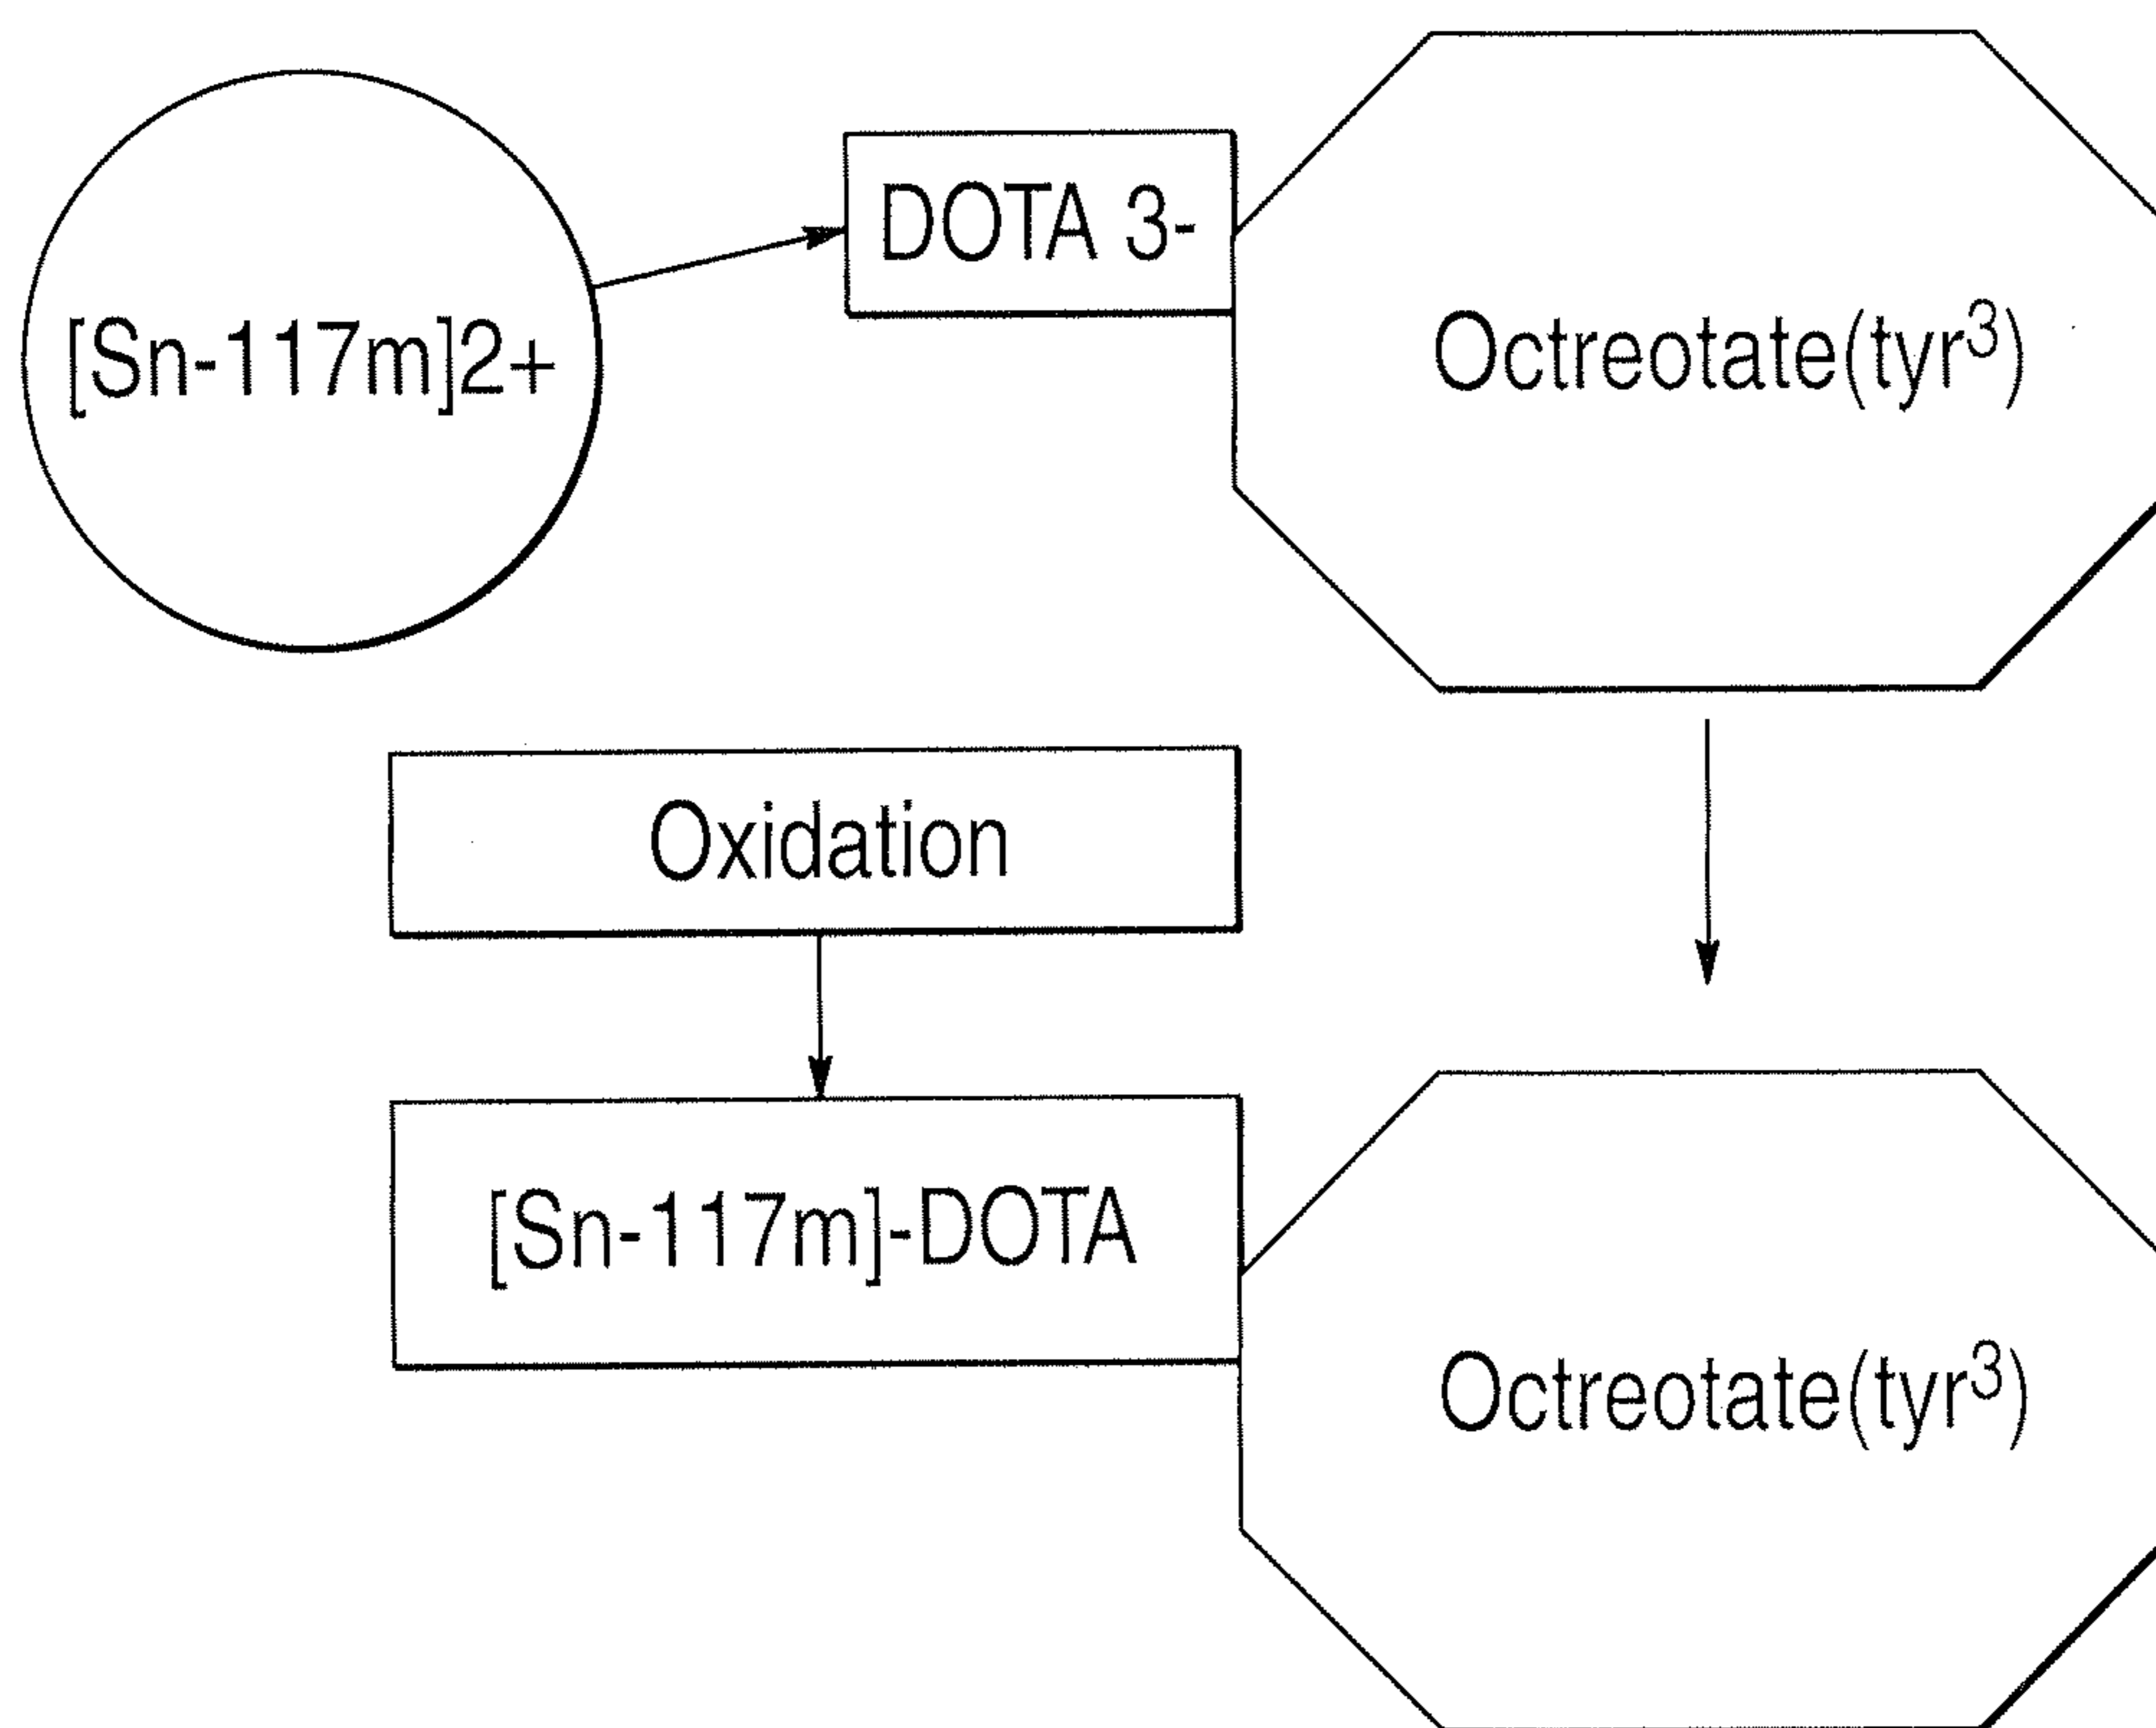 DOTA 3-
[Sn-117m]2+
Octreotate(tyr³)
Oxidation
[Sn-117m]-DOTA
Octreotate(tyr³)